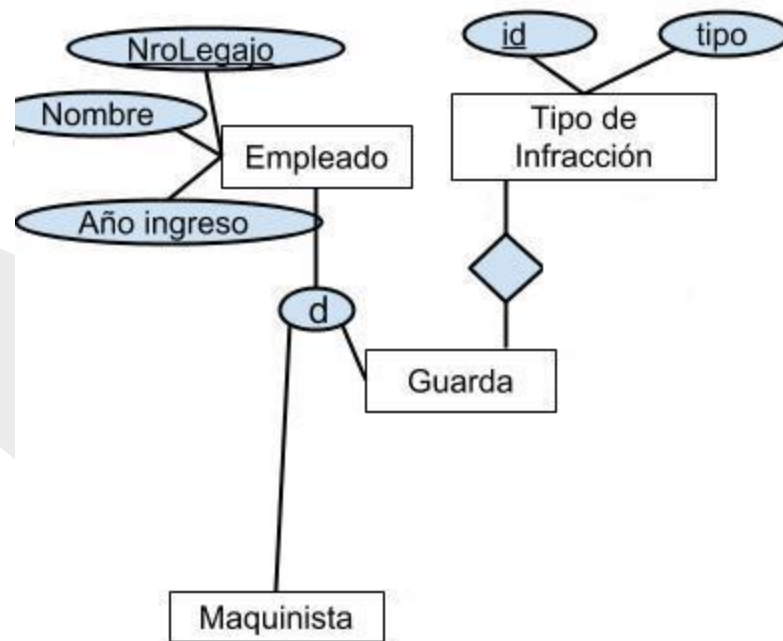 NroLegajo
id
tipo
Nombre
Empleado
Tipo de
Infracción
Año ingreso
d
Guarda
Maquinista